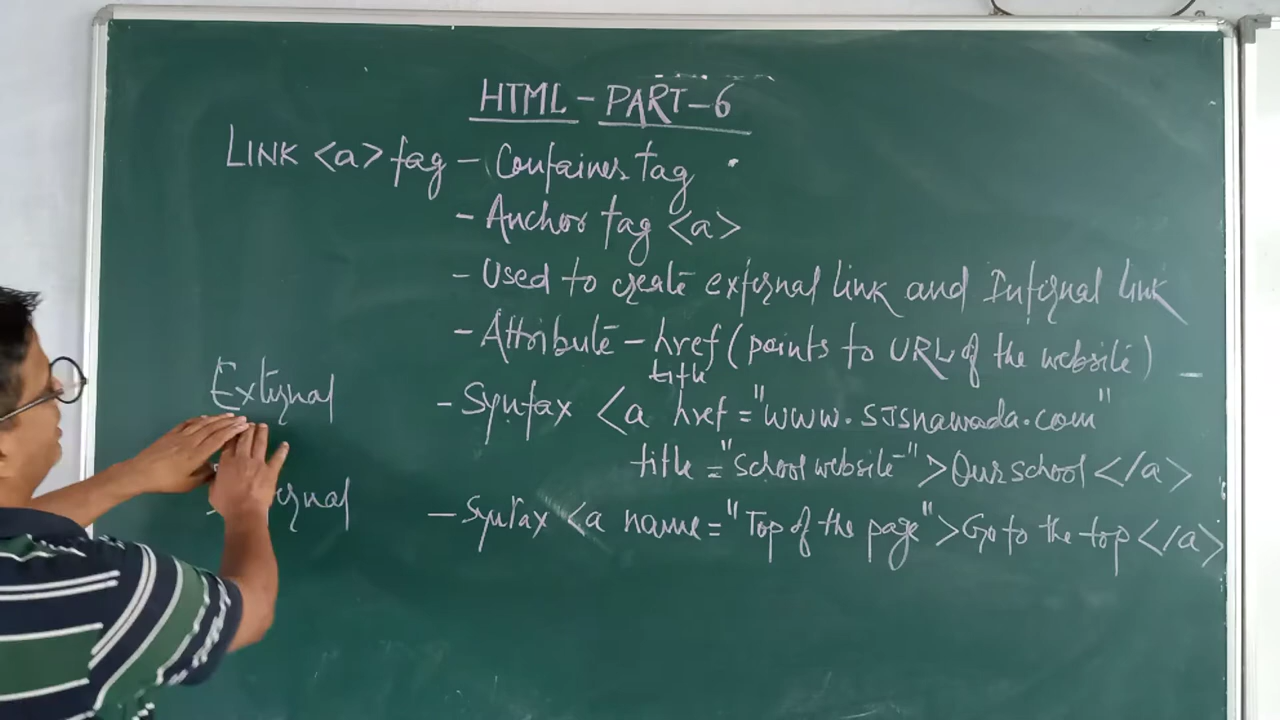 HTML - PART-6
LINK <a> tag - Container tag
- Anchor tag <a>
- Used to create external link and Internal link
- Attribute - href (points to URL of the website)
title
External
- Syntax <a href = "www.sjsnawada.com"
title = "School website" > Our school </a>
Internal
- Syntax <a name = "Top of the page" > Go to the top </a>